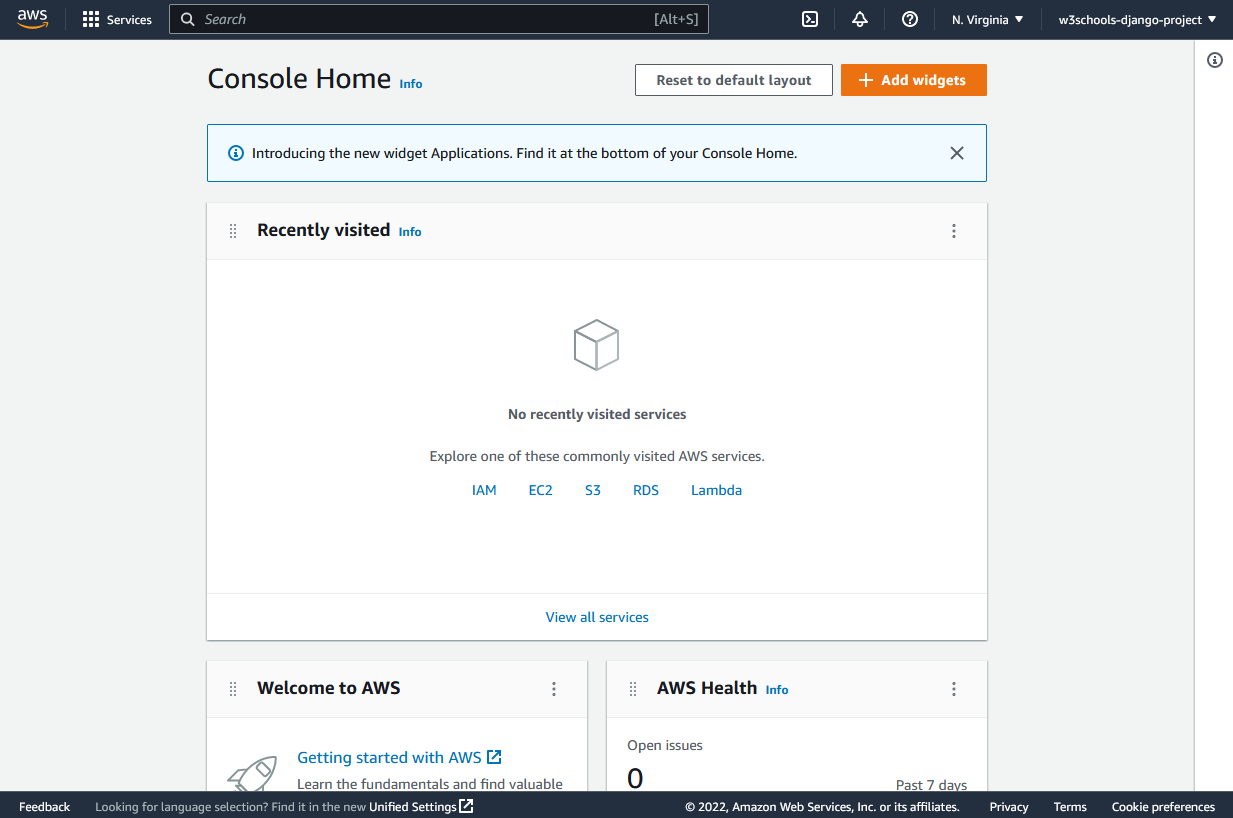 aws Services Search [Alt+S] N. Virginia w3schools-django-project
Console Home Info Reset to default layout Add widgets
Introducing the new widget Applications. Find it at the bottom of your Console Home.
Recently visited Info
No recently visited services
Explore one of these commonly visited AWS services.
IAM EC2 S3 RDS Lambda
View all services
Welcome to AWS
Getting started with AWS
Learn the fundamentals and find valuable
AWS Health Info
Open issues
0
Past 7 days
Feedback Looking for language selection? Find it in the new Unified Settings © 2022, Amazon Web Services, Inc. or its affiliates. Privacy Terms Cookie preferences